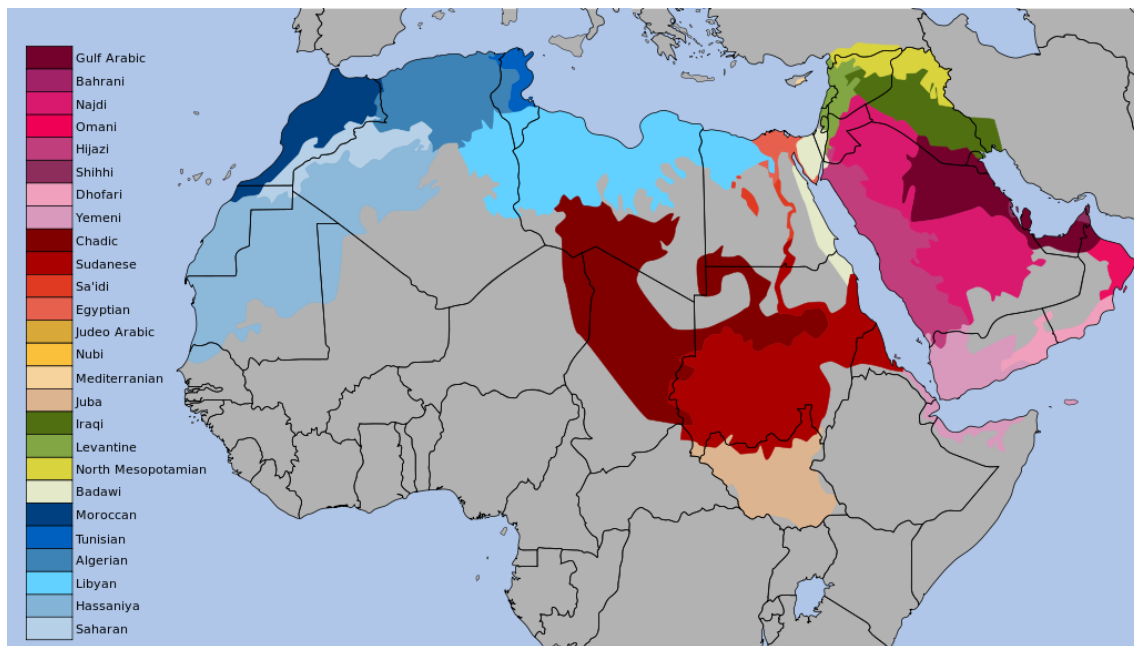 Gulf Arabic
Bahrani
Najdi
Omani
Hijazi
Shihhi
Dhofari
Yemeni
Chadic
Sudanese
Sa'idi
Egyptian
Judeo Arabic
Nubi
Mediterranean
Juba
Iraqi
Levantine
North Mesopotamian
Badawi
Moroccan
Tunisian
Algerian
Libyan
Hassaniya
Saharan